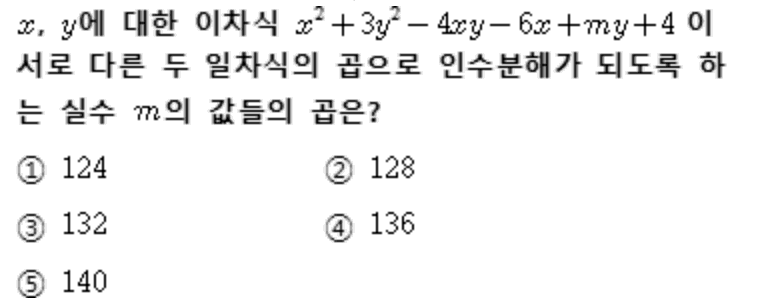 x, y에 대한 이차식 x²+3y²−4xy−6x+my+4 이
서로 다른 두 일차식의 곱으로 인수분해가 되도록 하
는 실수 m의 값들의 곱은?
① 124 ② 128
③ 132 ④ 136
⑤ 140